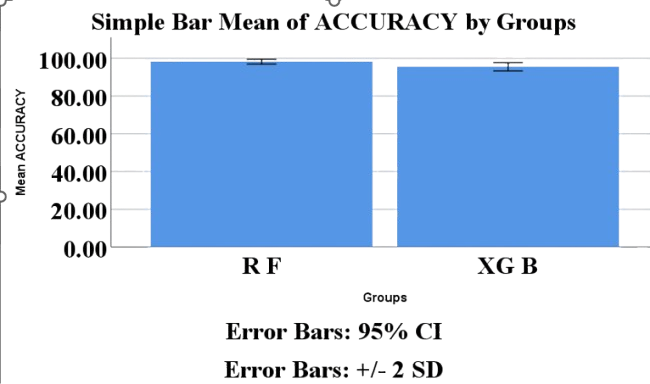 Simple Bar Mean of ACCURACY by Groups
Mean ACCURACY
100.00
80.00
60.00
40.00
20.00
0.00
R F
XG B
Groups
Error Bars: 95% CI
Error Bars: +/- 2 SD